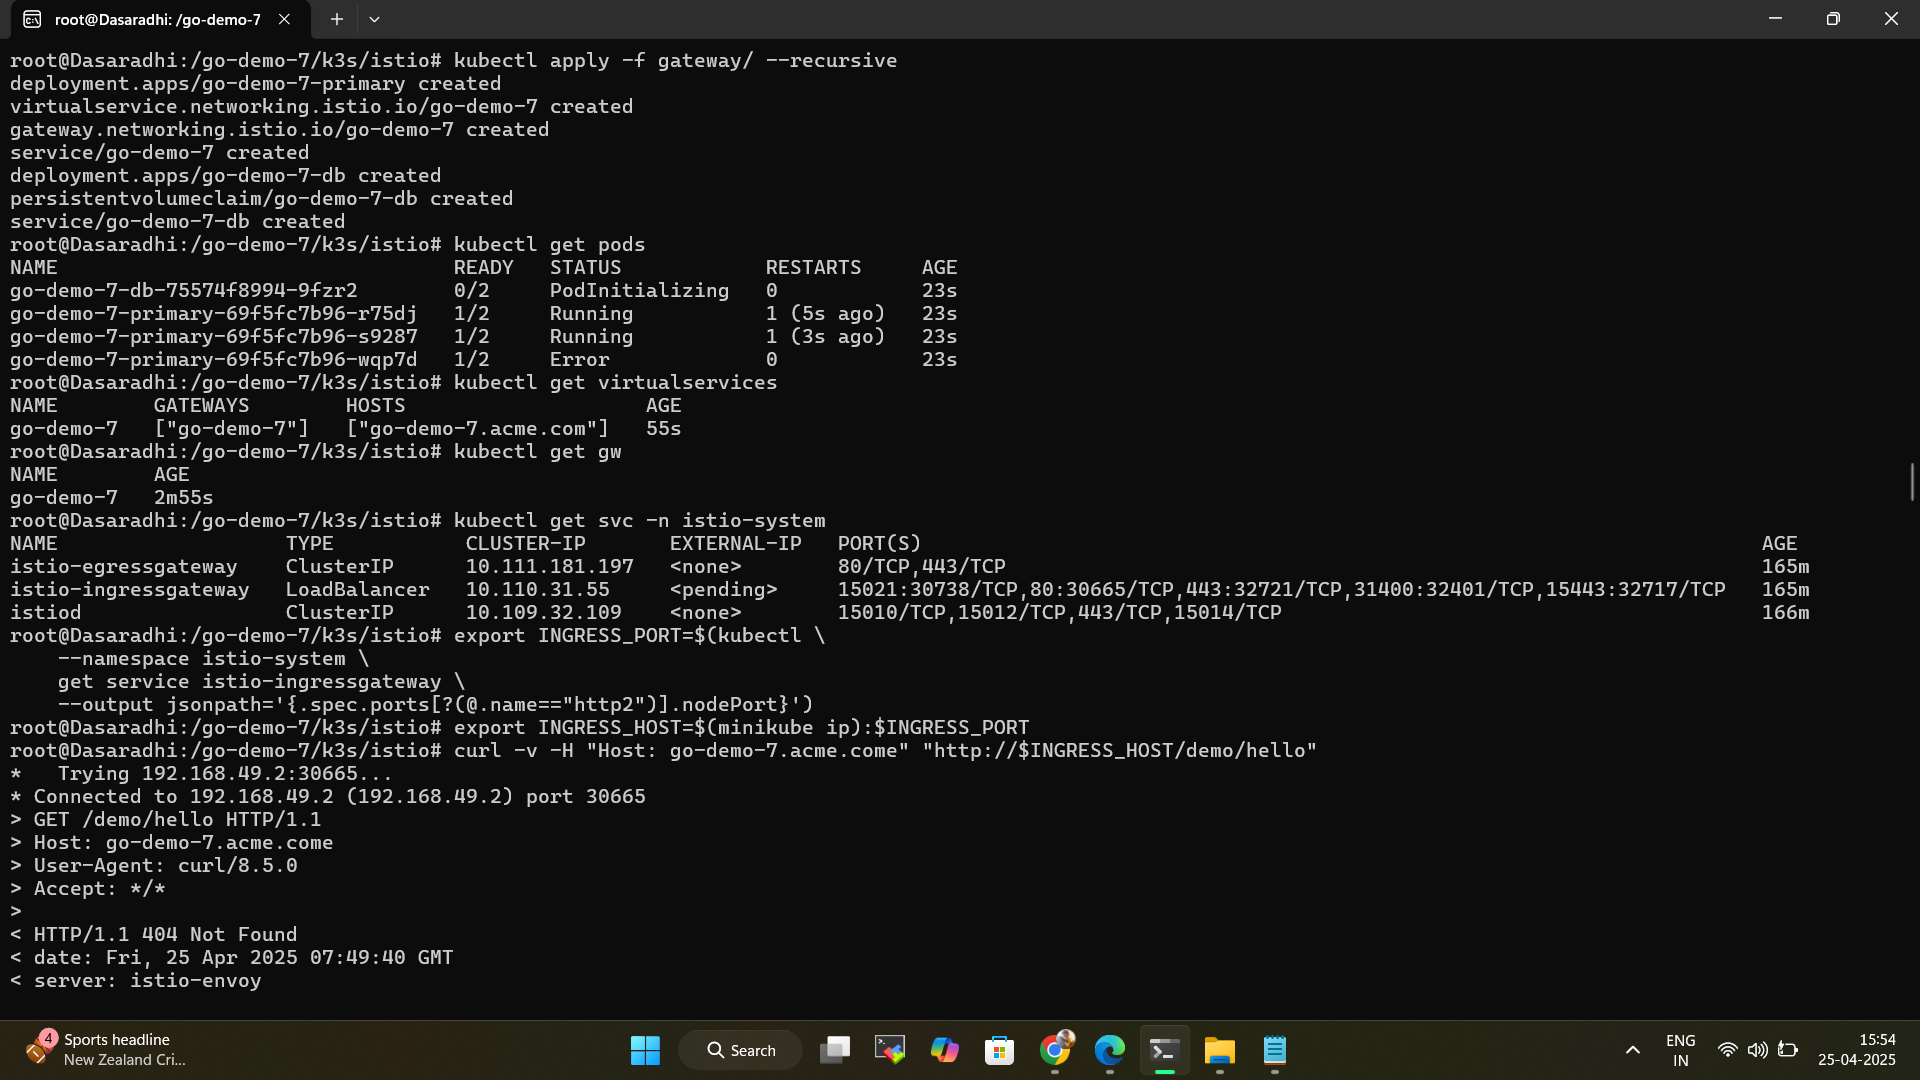 root@Dasaradhi: /go-demo-7
root@Dasaradhi:/go-demo-7/k3s/istio# kubectl apply -f gateway/ --recursive
deployment.apps/go-demo-7-primary created
virtualservice.networking.istio.io/go-demo-7 created
gateway.networking.istio.io/go-demo-7 created
service/go-demo-7 created
deployment.apps/go-demo-7-db created
persistentvolumeclaim/go-demo-7-db created
service/go-demo-7-db created
root@Dasaradhi:/go-demo-7/k3s/istio# kubectl get pods
NAME READY STATUS RESTARTS AGE
go-demo-7-db-75574f8994-9fzr2 0/2 PodInitializing 0 23s
go-demo-7-primary-69f5fc7b96-r75dj 1/2 Running 1 (5s ago) 23s
go-demo-7-primary-69f5fc7b96-s9287 1/2 Running 1 (3s ago) 23s
go-demo-7-primary-69f5fc7b96-wqp7d 1/2 Error 0 23s
root@Dasaradhi:/go-demo-7/k3s/istio# kubectl get virtualservices
NAME GATEWAYS HOSTS AGE
go-demo-7 ["go-demo-7"] ["go-demo-7.acme.com"] 55s
root@Dasaradhi:/go-demo-7/k3s/istio# kubectl get gw
NAME AGE
go-demo-7 2m55s
root@Dasaradhi:/go-demo-7/k3s/istio# kubectl get svc -n istio-system
NAME TYPE CLUSTER-IP EXTERNAL-IP PORT(S) AGE
istio-egressgateway ClusterIP 10.111.181.197 <none> 80/TCP,443/TCP 165m
istio-ingressgateway LoadBalancer 10.110.31.55 <pending> 15021:30738/TCP,80:30665/TCP,443:32721/TCP,31400:32401/TCP,15443:32717/TCP 165m
istiod ClusterIP 10.109.32.109 <none> 15010/TCP,15012/TCP,443/TCP,15014/TCP 166m
root@Dasaradhi:/go-demo-7/k3s/istio# export INGRESS_PORT=$(kubectl \
--namespace istio-system \
get service istio-ingressgateway \
--output jsonpath='{.spec.ports[?(@.name=="http2")].nodePort}')
root@Dasaradhi:/go-demo-7/k3s/istio# export INGRESS_HOST=$(minikube ip):$INGRESS_PORT
root@Dasaradhi:/go-demo-7/k3s/istio# curl -v -H "Host: go-demo-7.acme.come" "http://$INGRESS_HOST/demo/hello"
* Trying 192.168.49.2:30665...
* Connected to 192.168.49.2 (192.168.49.2) port 30665
> GET /demo/hello HTTP/1.1
> Host: go-demo-7.acme.come
> User-Agent: curl/8.5.0
> Accept: */*
>
< HTTP/1.1 404 Not Found
< date: Fri, 25 Apr 2025 07:49:40 GMT
< server: istio-envoy
4
Sports headline
New Zealand Cri...
Search
ENG
IN
15:54
25-04-2025